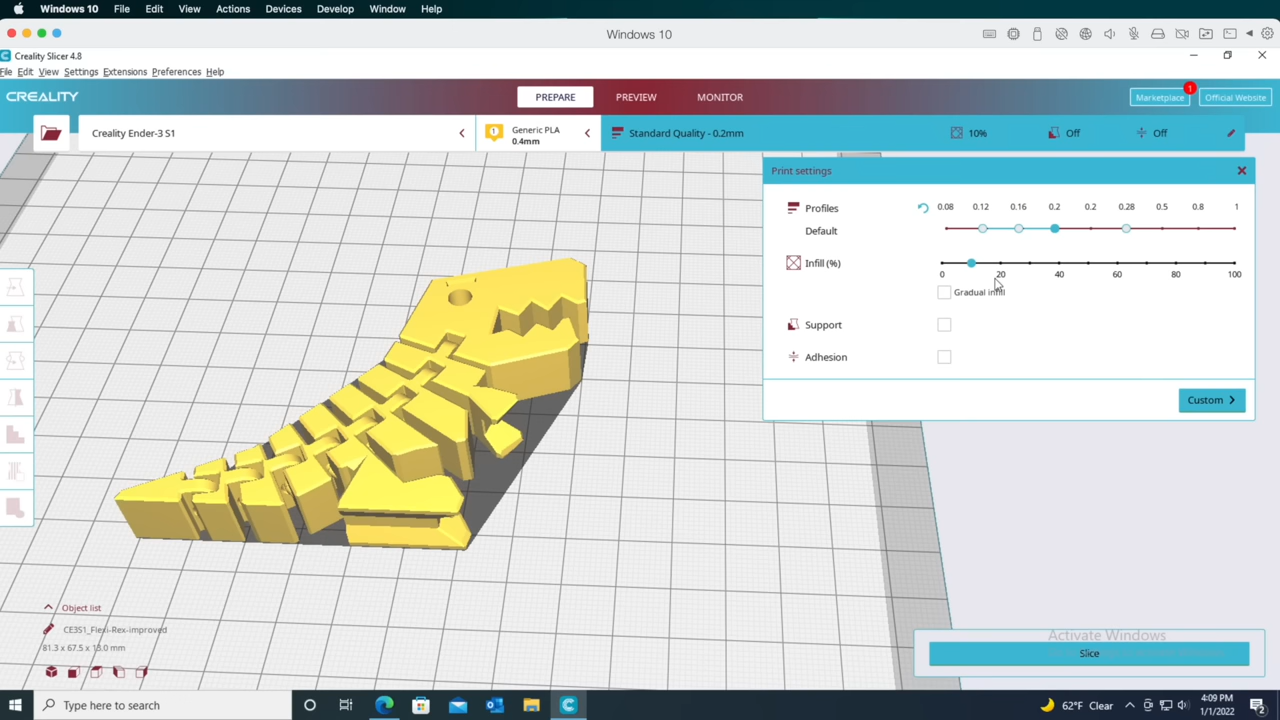 Windows 10 File Edit View Actions Devices Develop Window Help
Windows 10
Creality Slicer 4.8
File Edit View Settings Extensions Preferences Help
CREALITY
PREPARE PREVIEW MONITOR
Marketplace 1 Official Website
Creality Ender-3 S1
Generic PLA
0.4mm
Standard Quality - 0.2mm 10% Off Off
Print settings
Profiles 0.08 0.12 0.16 0.2 0.2 0.28 0.5 0.8 1
Default
Infill (%)
0 20 40 60 80 100
Gradual infill
Support
Adhesion
Custom
Object list
CE3S1_Flexi-Rex-improved
81.3 x 67.5 x 13.0 mm
Activate Windows
Slice
Type here to search
62°F Clear
4:09 PM
1/1/2022
2